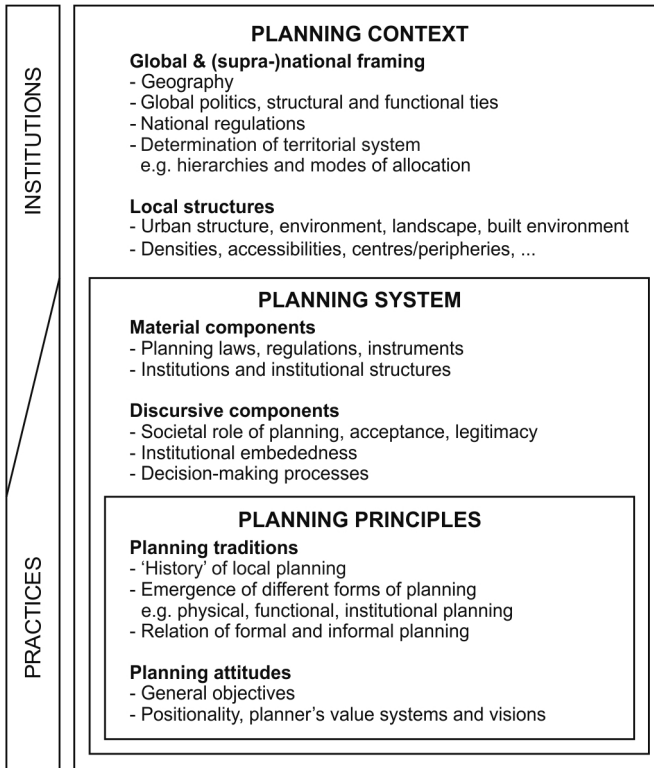 INSTITUTIONS
PRACTICES
PLANNING CONTEXT
Global & (supra-)national framing
- Geography
- Global politics, structural and functional ties
- National regulations
- Determination of territorial system
e.g. hierarchies and modes of allocation
Local structures
- Urban structure, environment, landscape, built environment
- Densities, accessibilities, centres/peripheries, ...
PLANNING SYSTEM
Material components
- Planning laws, regulations, instruments
- Institutions and institutional structures
Discursive components
- Societal role of planning, acceptance, legitimacy
- Institutional embededness
- Decision-making processes
PLANNING PRINCIPLES
Planning traditions
- ‘History’ of local planning
- Emergence of different forms of planning
e.g. physical, functional, institutional planning
- Relation of formal and informal planning
Planning attitudes
- General objectives
- Positionality, planner’s value systems and visions